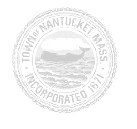 TOWN OF NANTUCKET MASS.
INCORPORATED 1671